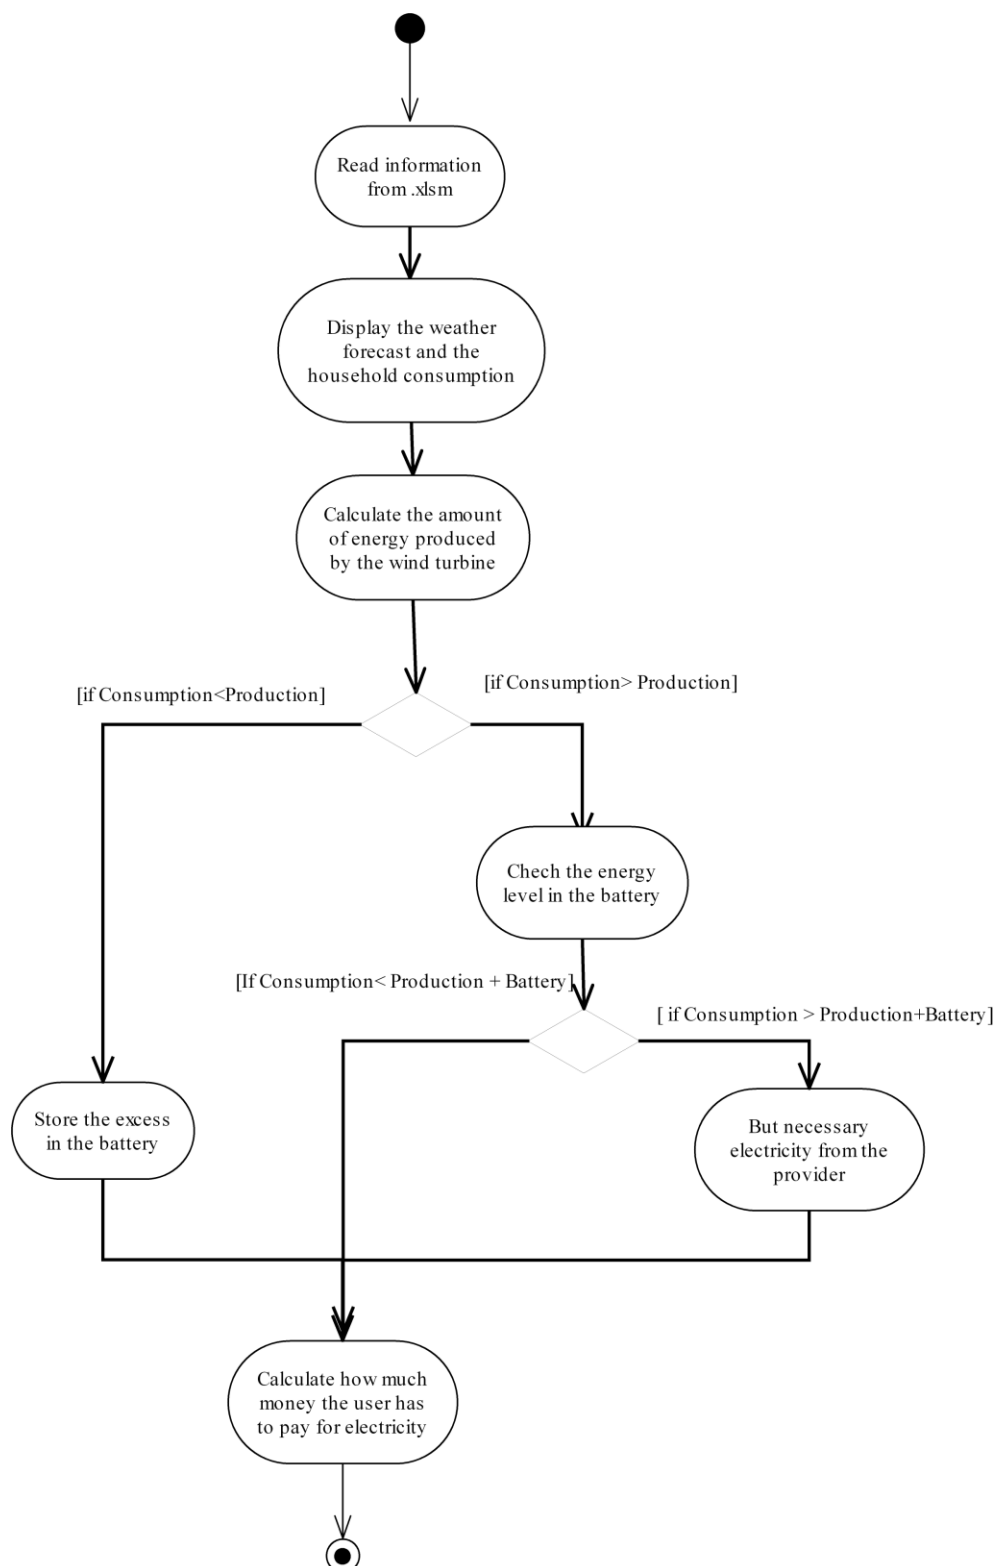 Read information
from .xlsm
Display the weather
forecast and the
household consumption
Calculate the amount
of energy produced
by the wind turbine
[if Consumption<Production]
[if Consumption> Production]
Chech the energy
level in the battery
[If Consumption< Production + Battery]
[ if Consumption > Production+Battery]
Store the excess
in the battery
But necessary
electricity from the
provider
Calculate how much
money the user has
to pay for electricity